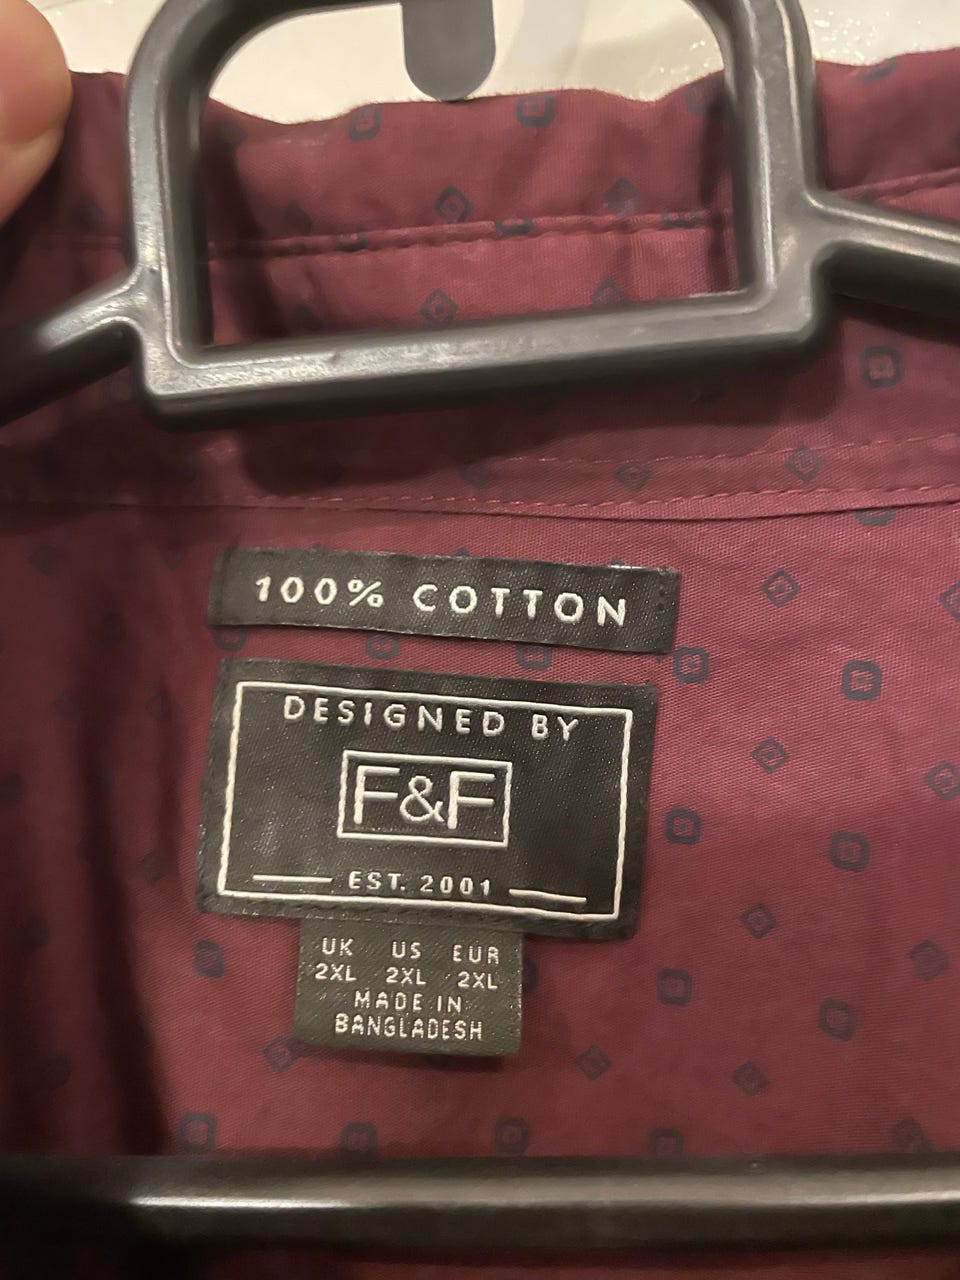 100% COTTON
DESIGNED BY
F&F
EST. 2001
UK US EUR
2XL 2XL 2XL
MADE IN
BANGLADESH